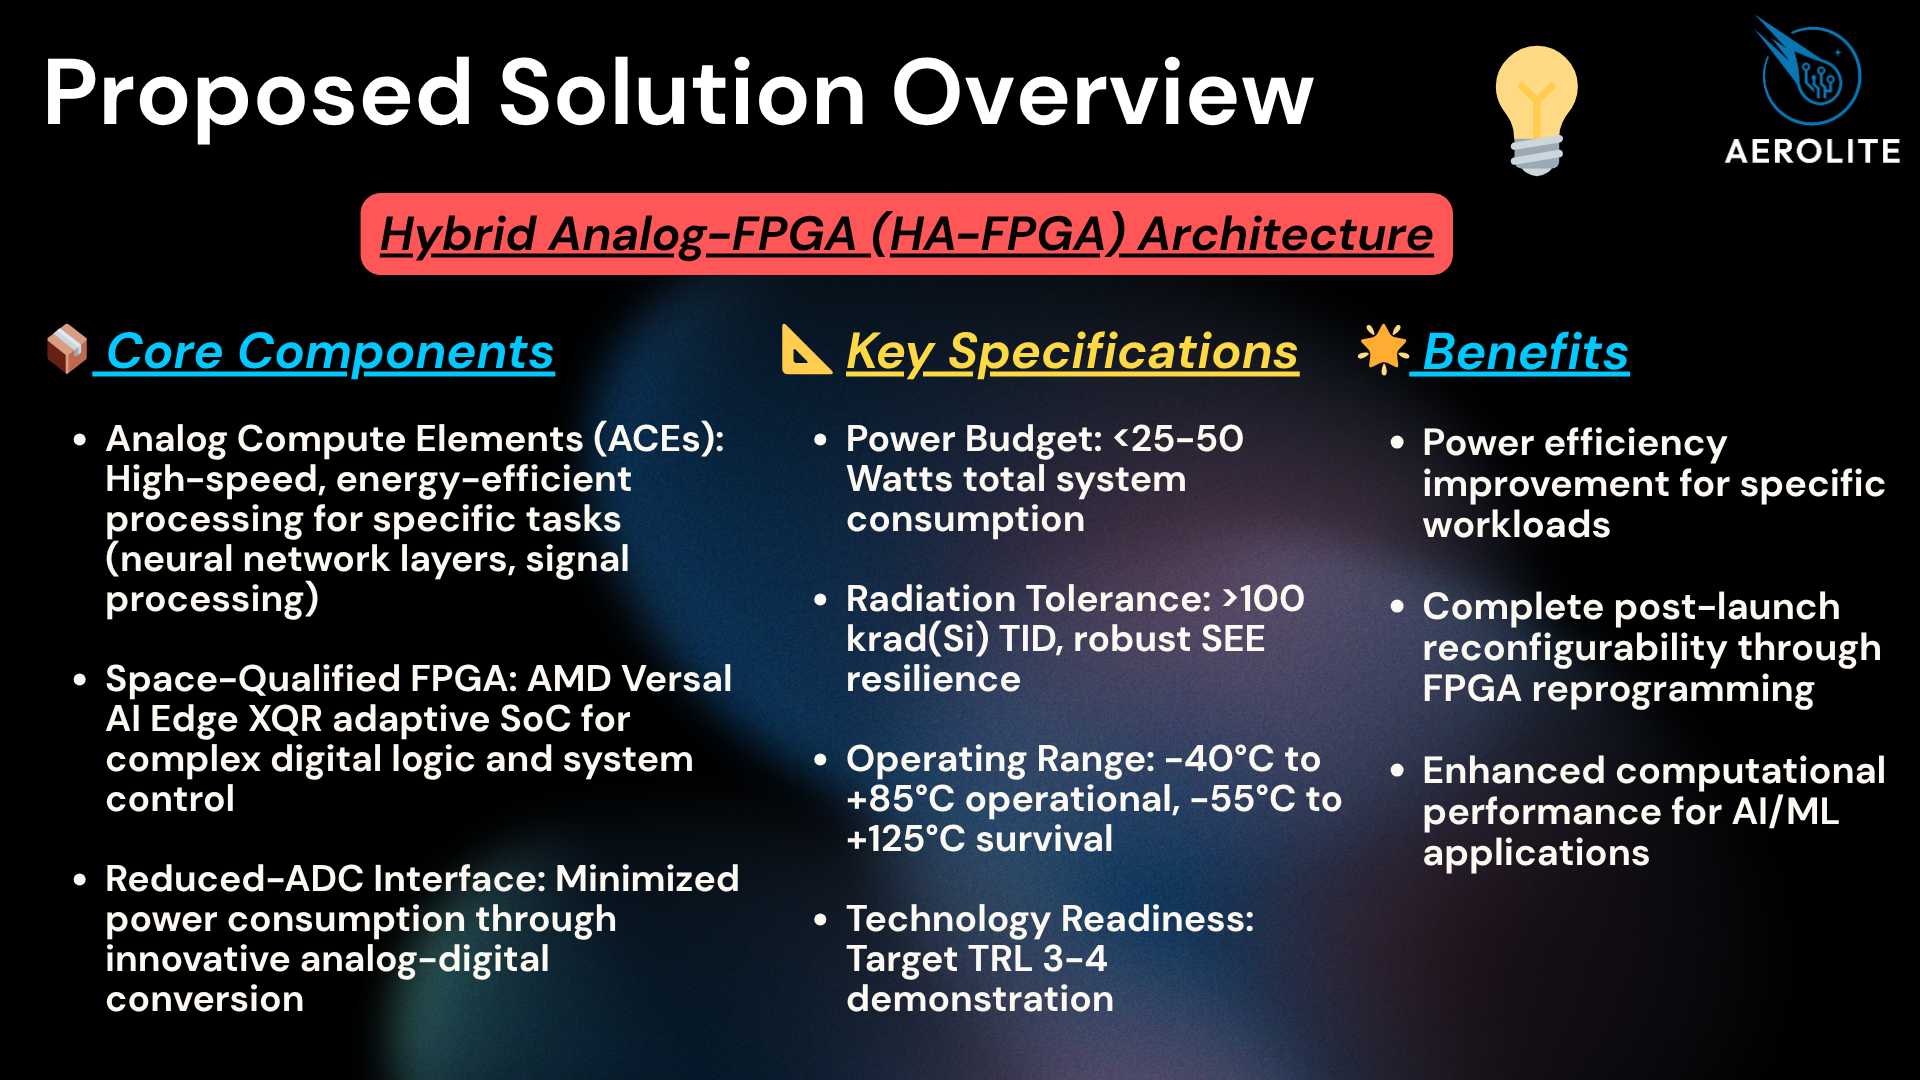 Proposed Solution Overview
AEROLITE
Hybrid Analog-FPGA (HA-FPGA) Architecture
Core Components
• Analog Compute Elements (ACEs):
High-speed, energy-efficient
processing for specific tasks
(neural network layers, signal
processing)
• Space-Qualified FPGA: AMD Versal
AI Edge XQR adaptive SoC for
complex digital logic and system
control
• Reduced-ADC Interface: Minimized
power consumption through
innovative analog-digital
conversion
Key Specifications
• Power Budget: <25-50
Watts total system
consumption
• Radiation Tolerance: >100
krad(Si) TID, robust SEE
resilience
• Operating Range: -40°C to
+85°C operational, -55°C to
+125°C survival
• Technology Readiness:
Target TRL 3-4
demonstration
Benefits
• Power efficiency
improvement for specific
workloads
• Complete post-launch
reconfigurability through
FPGA reprogramming
• Enhanced computational
performance for AI/ML
applications